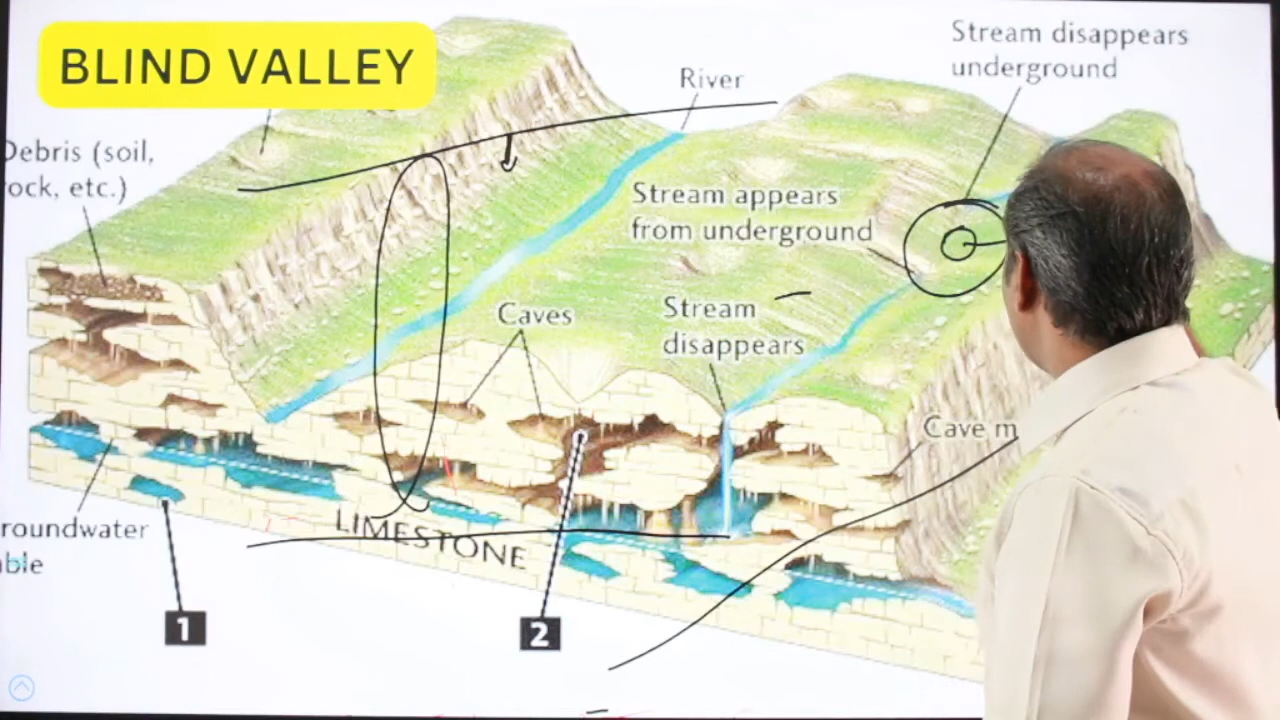 BLIND VALLEY
Stream disappears
underground
River
Debris (soil,
rock, etc.)
Stream appears
from underground
Stream
disappears
Caves
Cave m
LIMESTONE
roundwater
ble
1
2